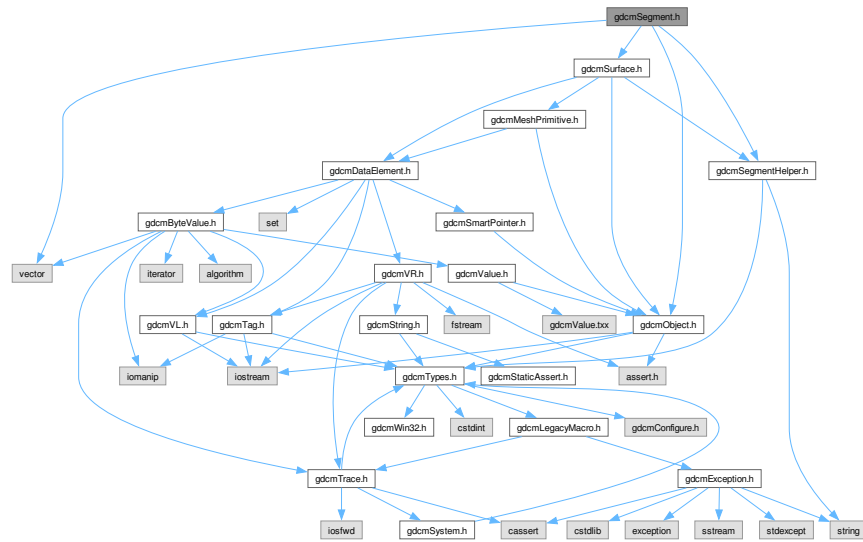 gdcmSegment.h
gdcmSurface.h
gdcmMeshPrimitive.h
gdcmDataElement.h
gdcmSegmentHelper.h
gdcmByteValue.h
set
gdcmSmartPointer.h
vector
iterator
algorithm
gdcmVR.h
gdcmValue.h
gdcmVL.h
gdcmTag.h
gdcmString.h
fstream
gdcmValue.txx
gdcmObject.h
iomanip
iostream
gdcmTypes.h
gdcmStaticAssert.h
assert.h
gdcmWin32.h
cstdint
gdcmLegacyMacro.h
gdcmConfigure.h
gdcmTrace.h
gdcmException.h
iosfwd
gdcmSystem.h
cassert
cstdlib
exception
sstream
stdexcept
string